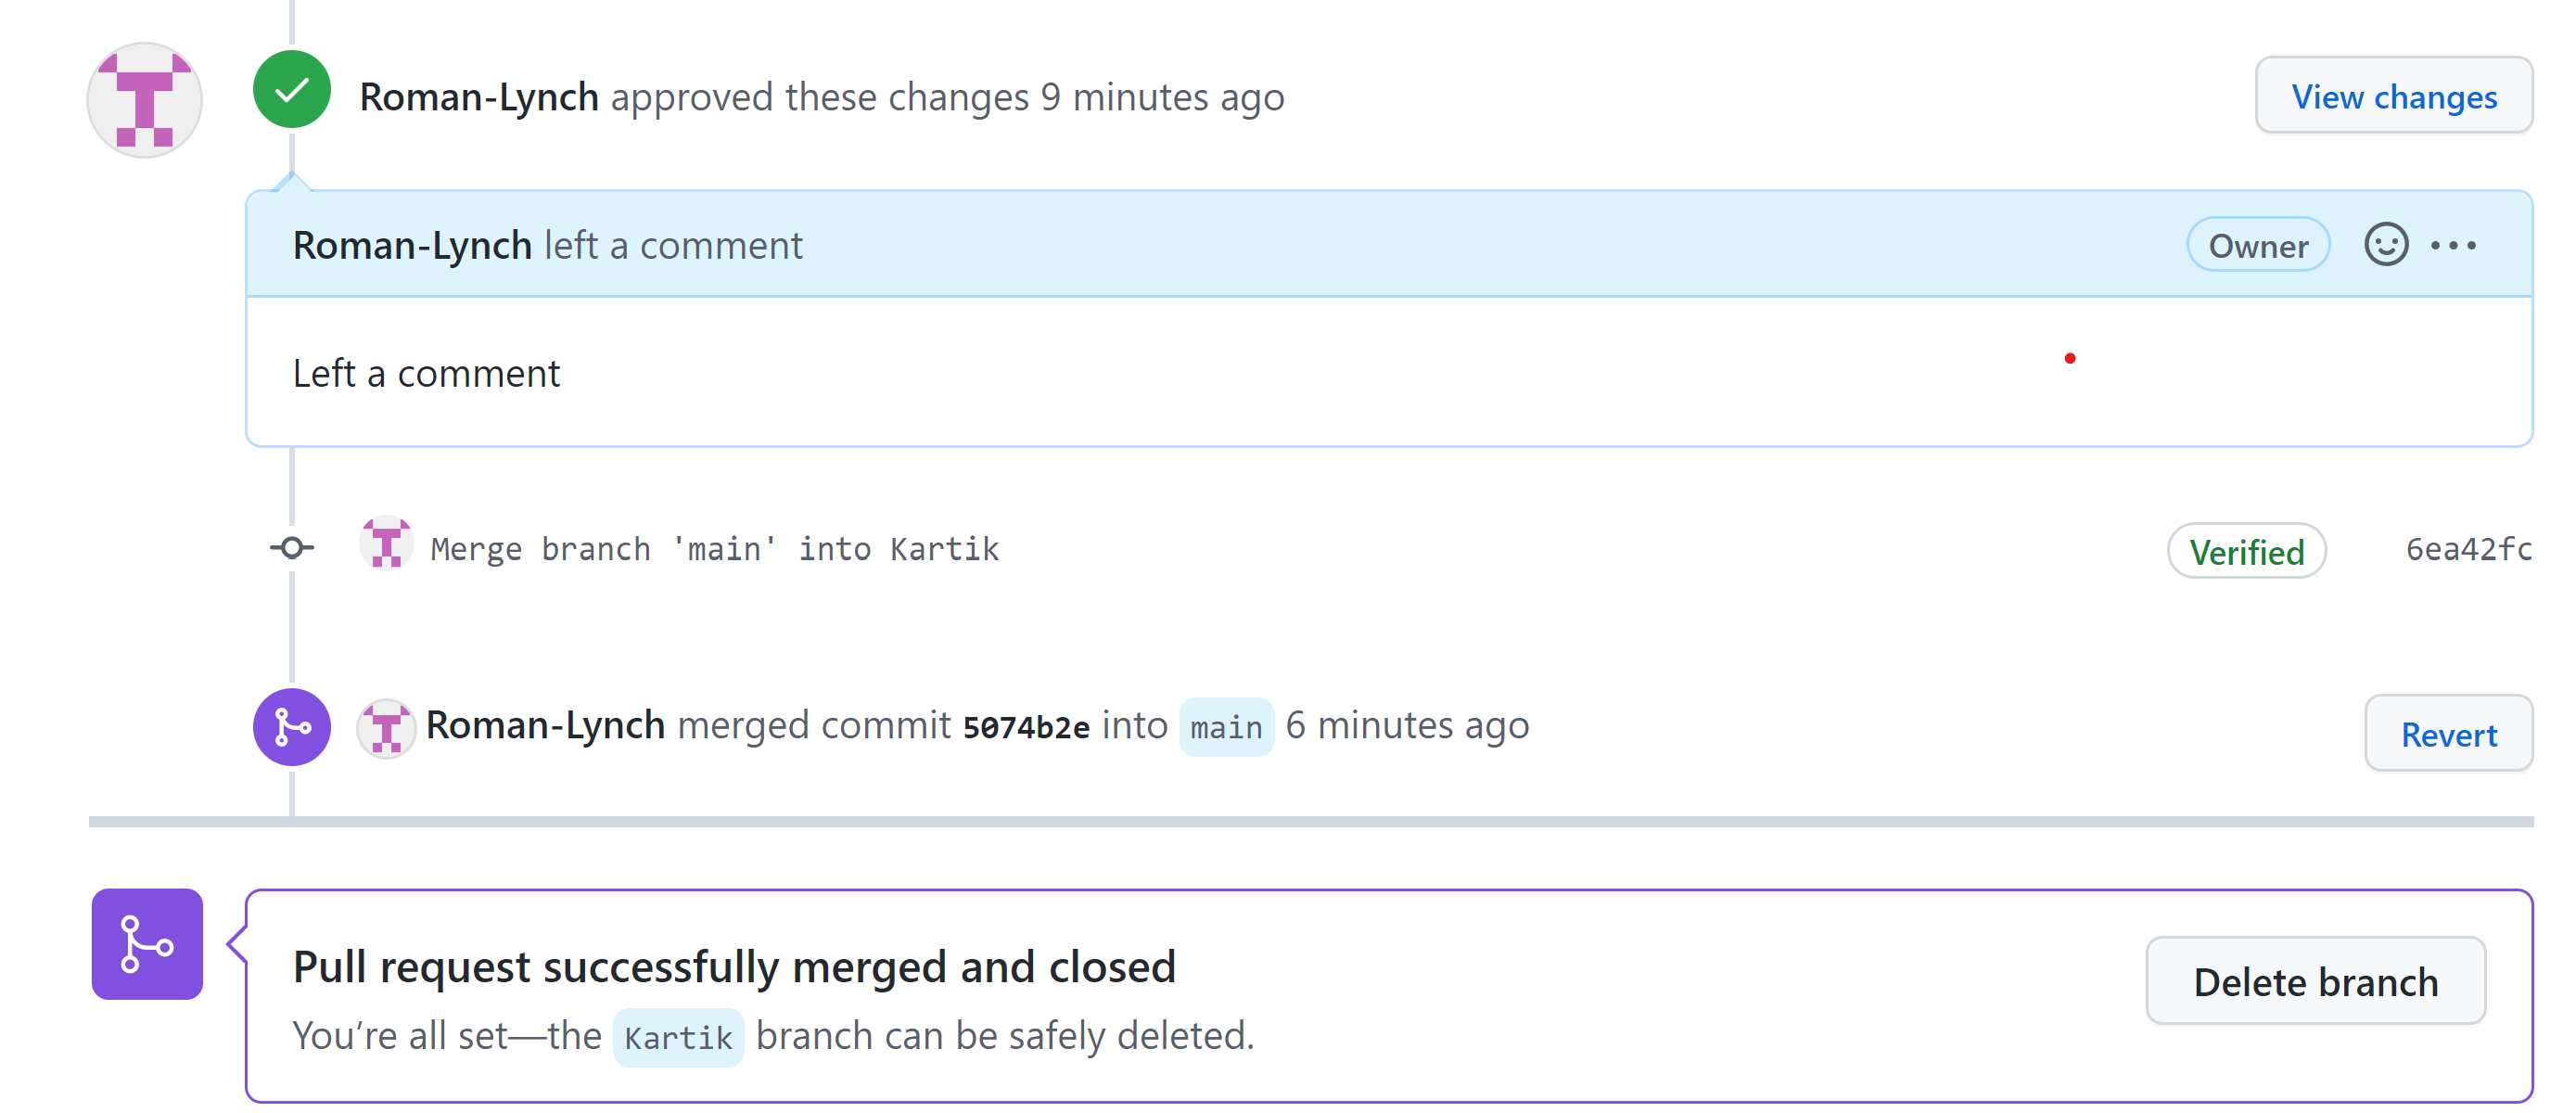 Roman-Lynch approved these changes 9 minutes ago
View changes
Roman-Lynch left a comment
Owner
Left a comment
Merge branch 'main' into Kartik
Verified
6ea42fc
Roman-Lynch merged commit 5074b2e into main 6 minutes ago
Revert
Pull request successfully merged and closed
You’re all set—the Kartik branch can be safely deleted.
Delete branch